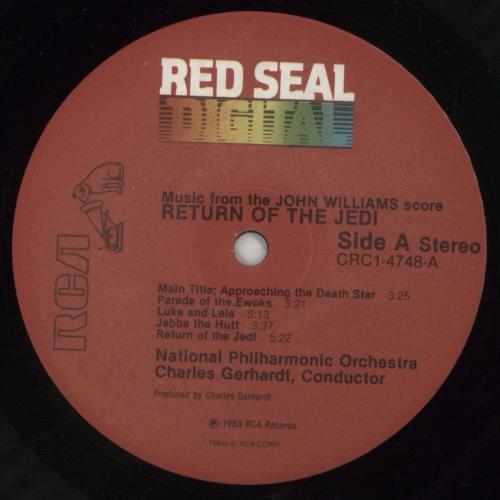 RED SEAL
DIGITAL
Music from the JOHN WILLIAMS score
RETURN OF THE JEDI
Side A Stereo
CRC1-4748-A
RCA
Main Title; Approaching the Death Star 3:25
Parade of the Ewoks 3:21
Luke and Leia 5:13
Jabba the Hutt 3:37
Return of the Jedi 5:22
National Philharmonic Orchestra
Charles Gerhardt, Conductor
Produced by Charles Gerhardt
℗ 1983 RCA Records
TMK(s) ® RCA CORP.